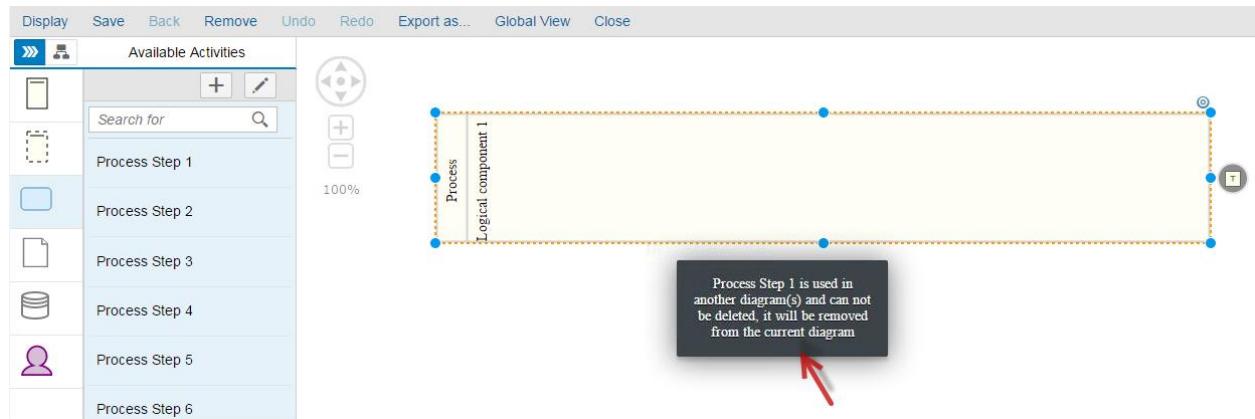 Display Save Back Remove Undo Redo Export as... Global View Close
Available Activities
Search for
Process Step 1
Process Step 2
Process Step 3
Process Step 4
Process Step 5
Process Step 6
100%
Process
Logical component 1
T
Process Step 1 is used in
another diagram(s) and can not
be deleted, it will be removed
from the current diagram